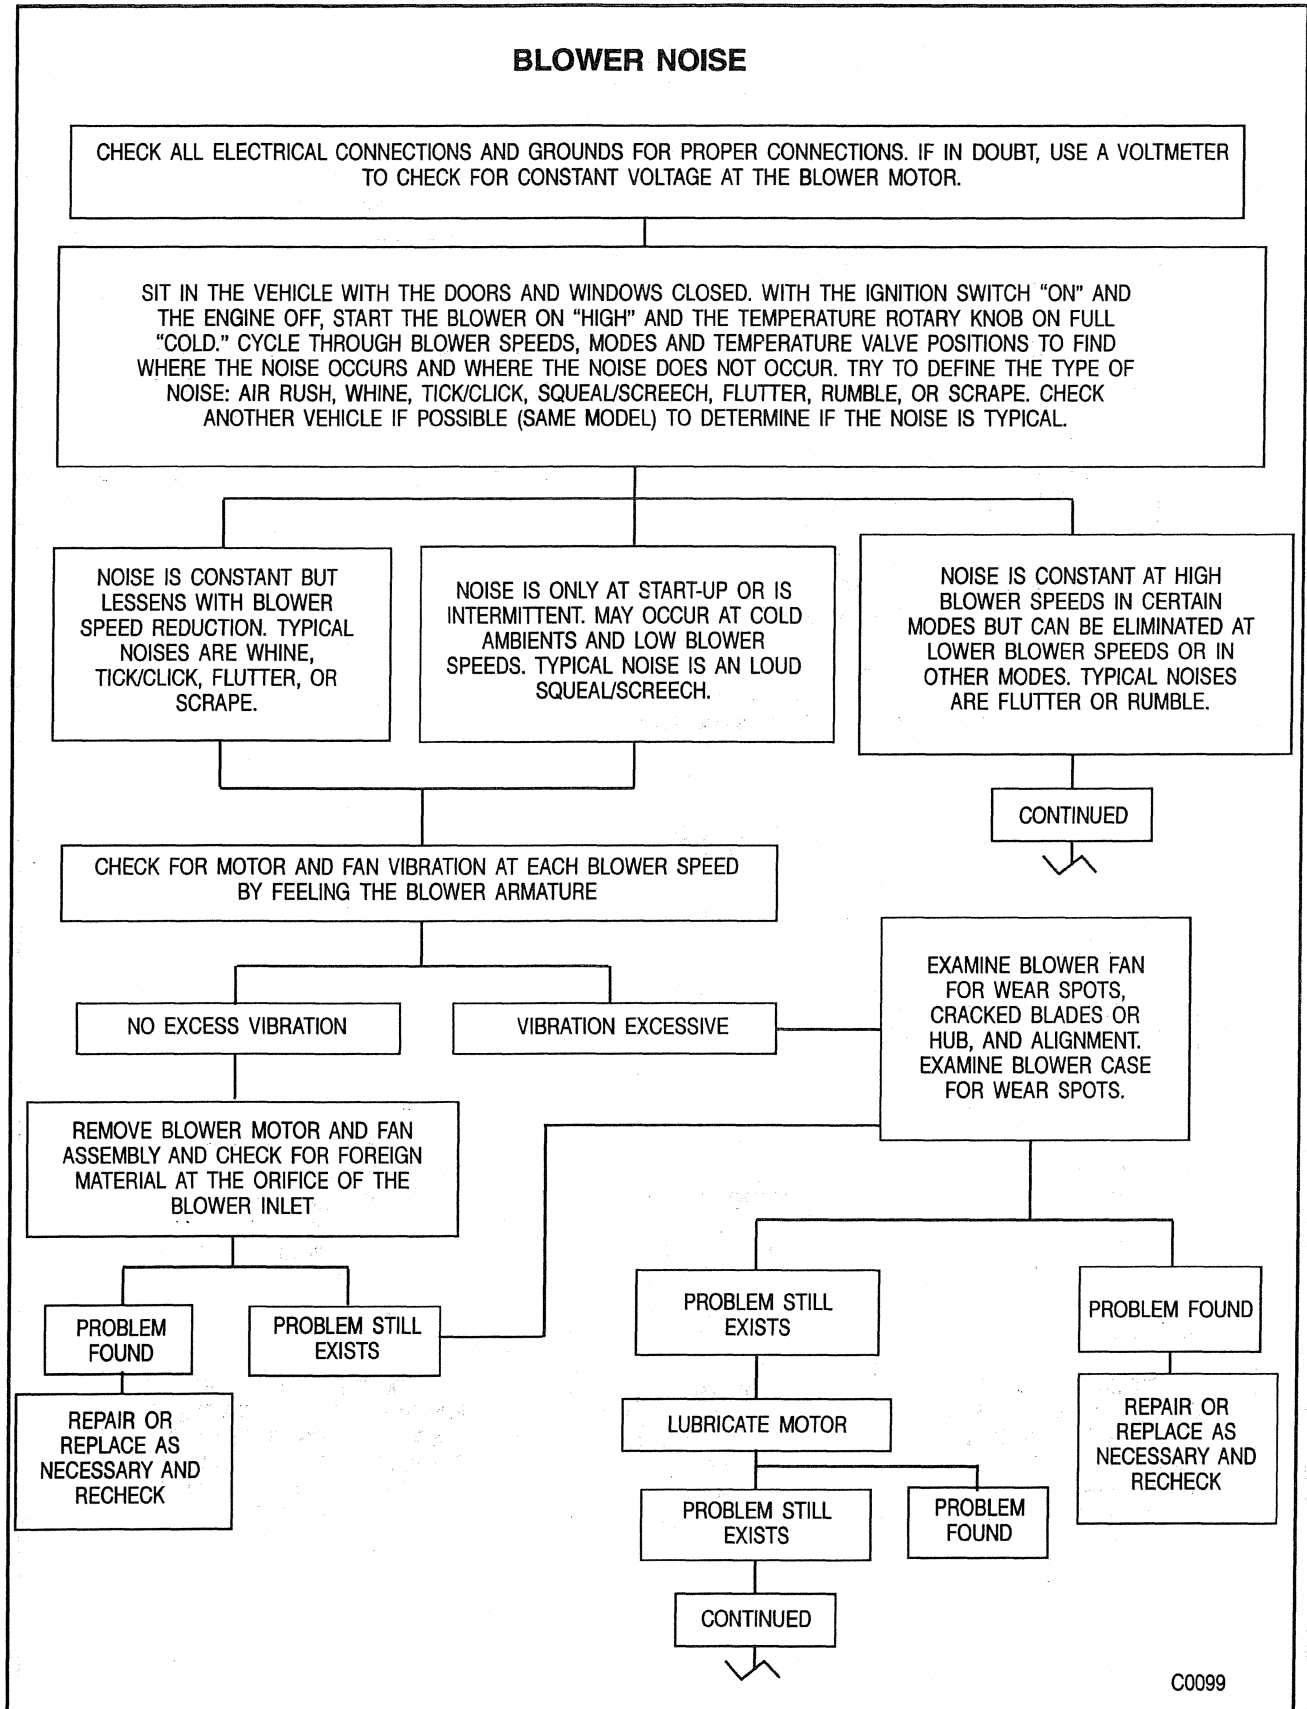 BLOWER NOISE
CHECK ALL ELECTRICAL CONNECTIONS AND GROUNDS FOR PROPER CONNECTIONS. IF IN DOUBT, USE A VOLTMETER
TO CHECK FOR CONSTANT VOLTAGE AT THE BLOWER MOTOR.
SIT IN THE VEHICLE WITH THE DOORS AND WINDOWS CLOSED. WITH THE IGNITION SWITCH “ON” AND
THE ENGINE OFF, START THE BLOWER ON “HIGH” AND THE TEMPERATURE ROTARY KNOB ON FULL
“COLD.” CYCLE THROUGH BLOWER SPEEDS, MODES AND TEMPERATURE VALVE POSITIONS TO FIND
WHERE THE NOISE OCCURS AND WHERE THE NOISE DOES NOT OCCUR. TRY TO DEFINE THE TYPE OF
NOISE: AIR RUSH, WHINE, TICK/CLICK, SQUEAL/SCREECH, FLUTTER, RUMBLE, OR SCRAPE. CHECK
ANOTHER VEHICLE IF POSSIBLE (SAME MODEL) TO DETERMINE IF THE NOISE IS TYPICAL.
NOISE IS CONSTANT BUT
LESSENS WITH BLOWER
SPEED REDUCTION. TYPICAL
NOISES ARE WHINE,
TICK/CLICK, FLUTTER, OR
SCRAPE.
NOISE IS ONLY AT START-UP OR IS
INTERMITTENT. MAY OCCUR AT COLD
AMBIENTS AND LOW BLOWER
SPEEDS. TYPICAL NOISE IS AN LOUD
SQUEAL/SCREECH.
NOISE IS CONSTANT AT HIGH
BLOWER SPEEDS IN CERTAIN
MODES BUT CAN BE ELIMINATED AT
LOWER BLOWER SPEEDS OR IN
OTHER MODES. TYPICAL NOISES
ARE FLUTTER OR RUMBLE.
CONTINUED
CHECK FOR MOTOR AND FAN VIBRATION AT EACH BLOWER SPEED
BY FEELING THE BLOWER ARMATURE
NO EXCESS VIBRATION
VIBRATION EXCESSIVE
EXAMINE BLOWER FAN
FOR WEAR SPOTS,
CRACKED BLADES OR
HUB, AND ALIGNMENT.
EXAMINE BLOWER CASE
FOR WEAR SPOTS.
REMOVE BLOWER MOTOR AND FAN
ASSEMBLY AND CHECK FOR FOREIGN
MATERIAL AT THE ORIFICE OF THE
BLOWER INLET
PROBLEM
FOUND
PROBLEM STILL
EXISTS
REPAIR OR
REPLACE AS
NECESSARY AND
RECHECK
PROBLEM STILL
EXISTS
PROBLEM FOUND
LUBRICATE MOTOR
REPAIR OR
REPLACE AS
NECESSARY AND
RECHECK
PROBLEM STILL
EXISTS
PROBLEM
FOUND
CONTINUED
C0099